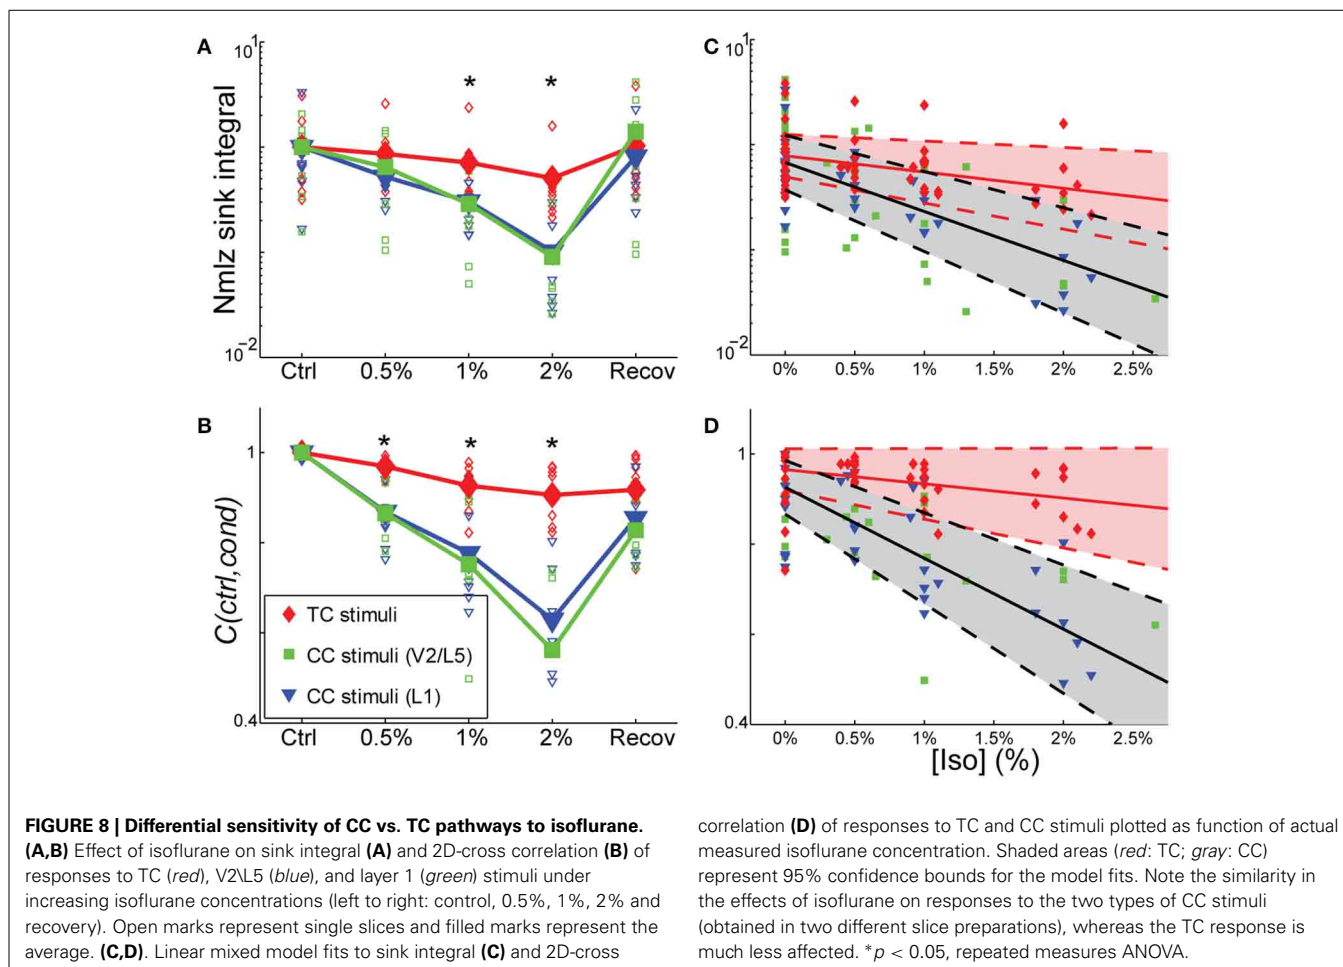 A
Nmlz sink integral
10^1
10^-2
*
*
Ctrl 0.5% 1% 2% Recov
C
10^1
10^-2
0% 0.5% 1.0% 1.5% 2.0% 2.5%
B
C(ctrl,cond)
1
0.4
*
*
*
TC stimuli
CC stimuli (V2/L5)
CC stimuli (L1)
Ctrl 0.5% 1% 2% Recov
D
1
0.4
0% 0.5% 1.0% 1.5% 2% 2.5%
[Iso] (%)
FIGURE 8 | Differential sensitivity of CC vs. TC pathways to isoflurane.
(A,B) Effect of isoflurane on sink integral (A) and 2D-cross correlation (B) of
responses to TC (red), V2\L5 (blue), and layer 1 (green) stimuli under
increasing isoflurane concentrations (left to right: control, 0.5%, 1%, 2% and
recovery). Open marks represent single slices and filled marks represent the
average. (C,D). Linear mixed model fits to sink integral (C) and 2D-cross
correlation (D) of responses to TC and CC stimuli plotted as function of actual
measured isoflurane concentration. Shaded areas (red: TC; gray: CC)
represent 95% confidence bounds for the model fits. Note the similarity in
the effects of isoflurane on responses to the two types of CC stimuli
(obtained in two different slice preparations), whereas the TC response is
much less affected. *p < 0.05, repeated measures ANOVA.